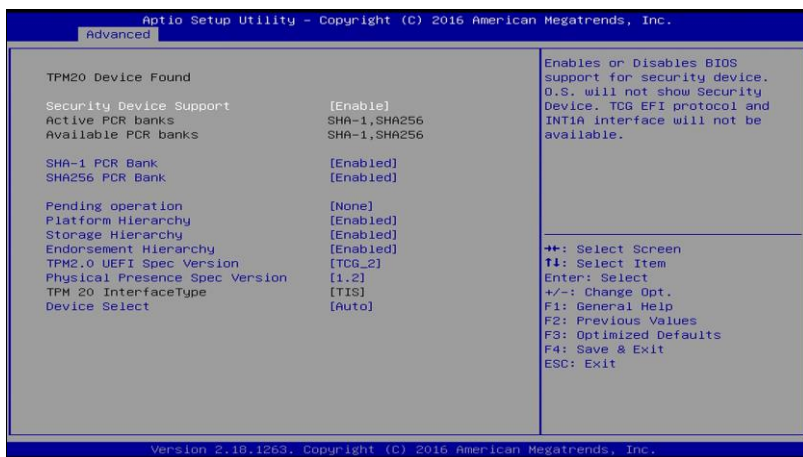 Aptio Setup Utility – Copyright (C) 2016 American Megatrends, Inc.
Advanced
TPM20 Device Found
Security Device Support [Enable]
Active PCR banks SHA-1,SHA256
Available PCR banks SHA-1,SHA256
SHA-1 PCR Bank [Enabled]
SHA256 PCR Bank [Enabled]
Pending operation [None]
Platform Hierarchy [Enabled]
Storage Hierarchy [Enabled]
Endorsement Hierarchy [Enabled]
TPM2.0 UEFI Spec Version [TCG_2]
Physical Presence Spec Version [1.2]
TPM 20 InterfaceType [TIS]
Device Select [Auto]
Enables or Disables BIOS
support for security device.
O.S. will not show Security
Device. TCG EFI protocol and
INT1A interface will not be
available.
→←: Select Screen
↑↓: Select Item
Enter: Select
+/-: Change Opt.
F1: General Help
F2: Previous Values
F3: Optimized Defaults
F4: Save & Exit
ESC: Exit
Version 2.18.1263. Copyright (C) 2016 American Megatrends, Inc.